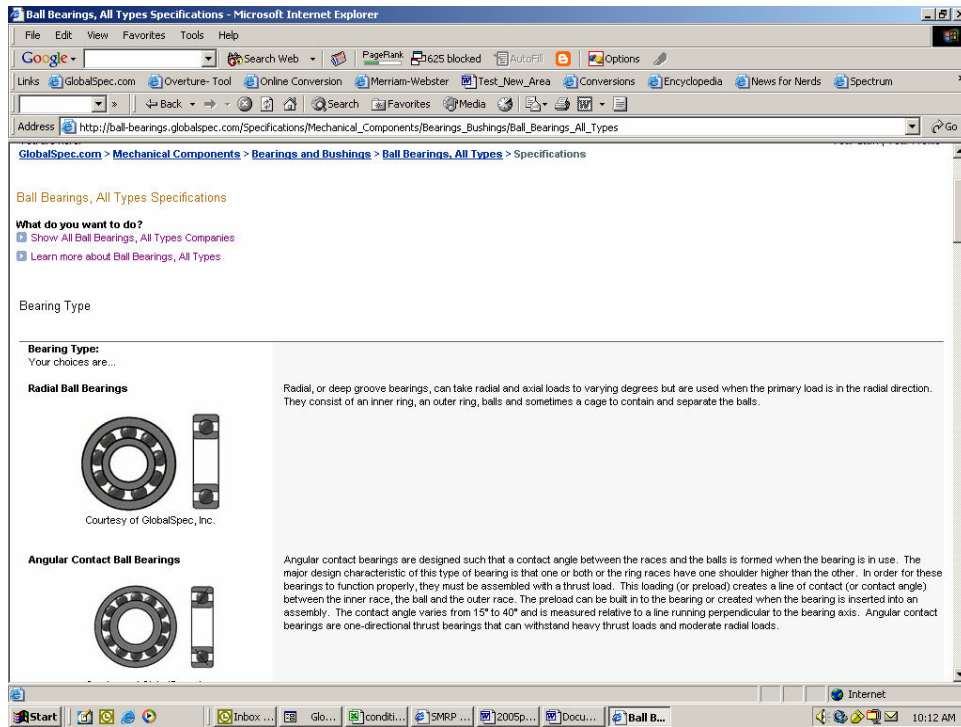 Ball Bearings, All Types Specifications - Microsoft Internet Explorer
File Edit View Favorites Tools Help
Google Search Web PageRank 1625 blocked AutoFill Options
Links GlobalSpec.com Overture- Tool Online Conversion Merriam-Webster Test_New_Area Conversions Encyclopedia News for Nerds Spectrum
Back Search Favorites Media
Address http://ball-bearings.globalspec.com/Specifications/Mechanical_Components/Bearings_Bushings/Ball_Bearings_All_Types Go
GlobalSpec.com > Mechanical Components > Bearings and Bushings > Ball Bearings, All Types > Specifications
Ball Bearings, All Types Specifications
What do you want to do?
Show All Ball Bearings, All Types Companies
Learn more about Ball Bearings, All Types
Bearing Type
Bearing Type:
Your choices are...
Radial Ball Bearings
Radial, or deep groove bearings, can take radial and axial loads to varying degrees but are used when the primary load is in the radial direction.
They consist of an inner ring, an outer ring, balls and sometimes a cage to contain and separate the balls.
Courtesy of GlobalSpec, Inc.
Angular Contact Ball Bearings
Angular contact bearings are designed such that a contact angle between the races and the balls is formed when the bearing is in use. The
major design characteristic of this type of bearing is that one or both or the ring races have one shoulder higher than the other. In order for these
bearings to function properly, they must be assembled with a thrust load. This loading (or preload) creates a line of contact (or contact angle)
between the inner race, the ball and the outer race. The preload can be built in to the bearing or created when the bearing is inserted into an
assembly. The contact angle varies from 15° to 40° and is measured relative to a line running perpendicular to the bearing axis. Angular contact
bearings are one-directional thrust bearings that can withstand heavy thrust loads and moderate radial loads.
Internet
Start Inbox ... Glo... conditi... SMRP ... 2005p... Docu... Ball B... 10:12 AM